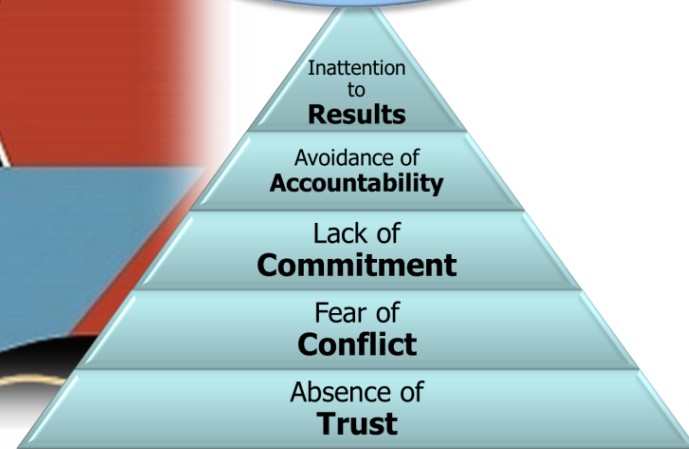 Inattention
to
Results
Avoidance of
Accountability
Lack of
Commitment
Fear of
Conflict
Absence of
Trust